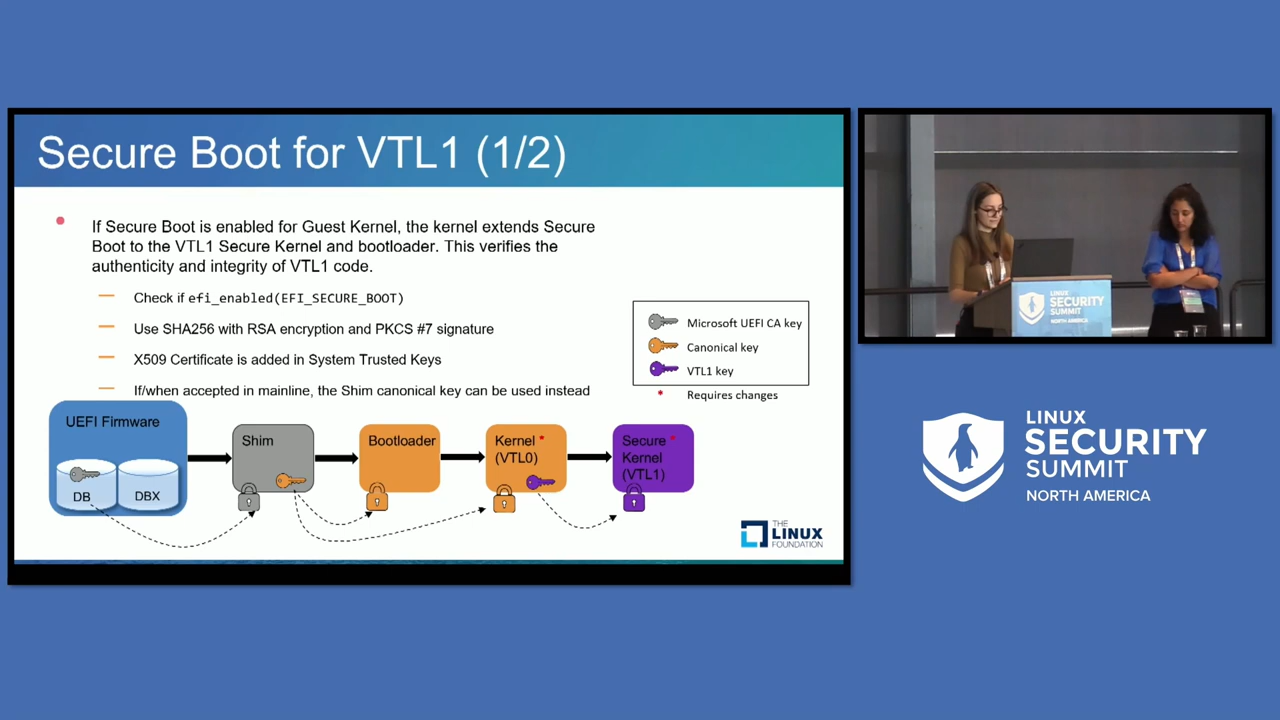 Secure Boot for VTL1 (1/2)
If Secure Boot is enabled for Guest Kernel, the kernel extends Secure
Boot to the VTL1 Secure Kernel and bootloader. This verifies the
authenticity and integrity of VTL1 code.
Check if efi_enabled(EFI_SECURE_BOOT)
Use SHA256 with RSA encryption and PKCS #7 signature
X509 Certificate is added in System Trusted Keys
If/when accepted in mainline, the Shim canonical key can be used instead
Microsoft UEFI CA key
Canonical key
VTL1 key
* Requires changes
UEFI Firmware
DB
DBX
Shim
Bootloader
Kernel *
(VTL0)
Secure *
Kernel
(VTL1)
THE
LINUX
FOUNDATION
LINUX
SECURITY
SUMMIT
NORTH AMERICA
LINUX
SECURITY
SUMMIT
NORTH AMERICA